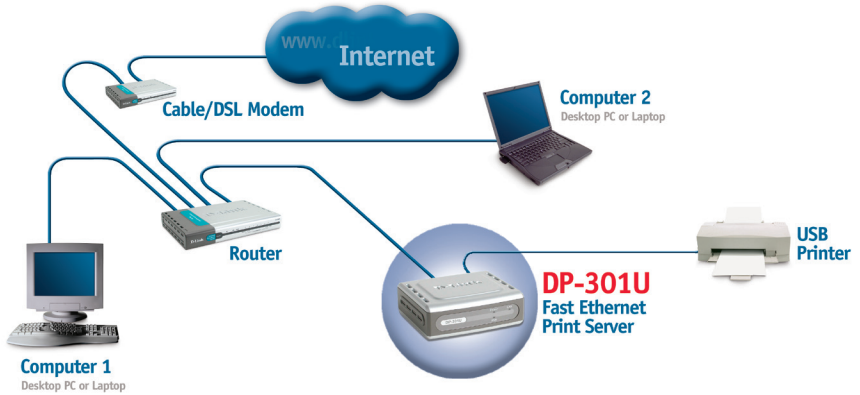 www.d
Internet
Cable/DSL Modem
Computer 2
Desktop PC or Laptop
Router
USB
Printer
DP-301U
Fast Ethernet
Print Server
Computer 1
Desktop PC or Laptop